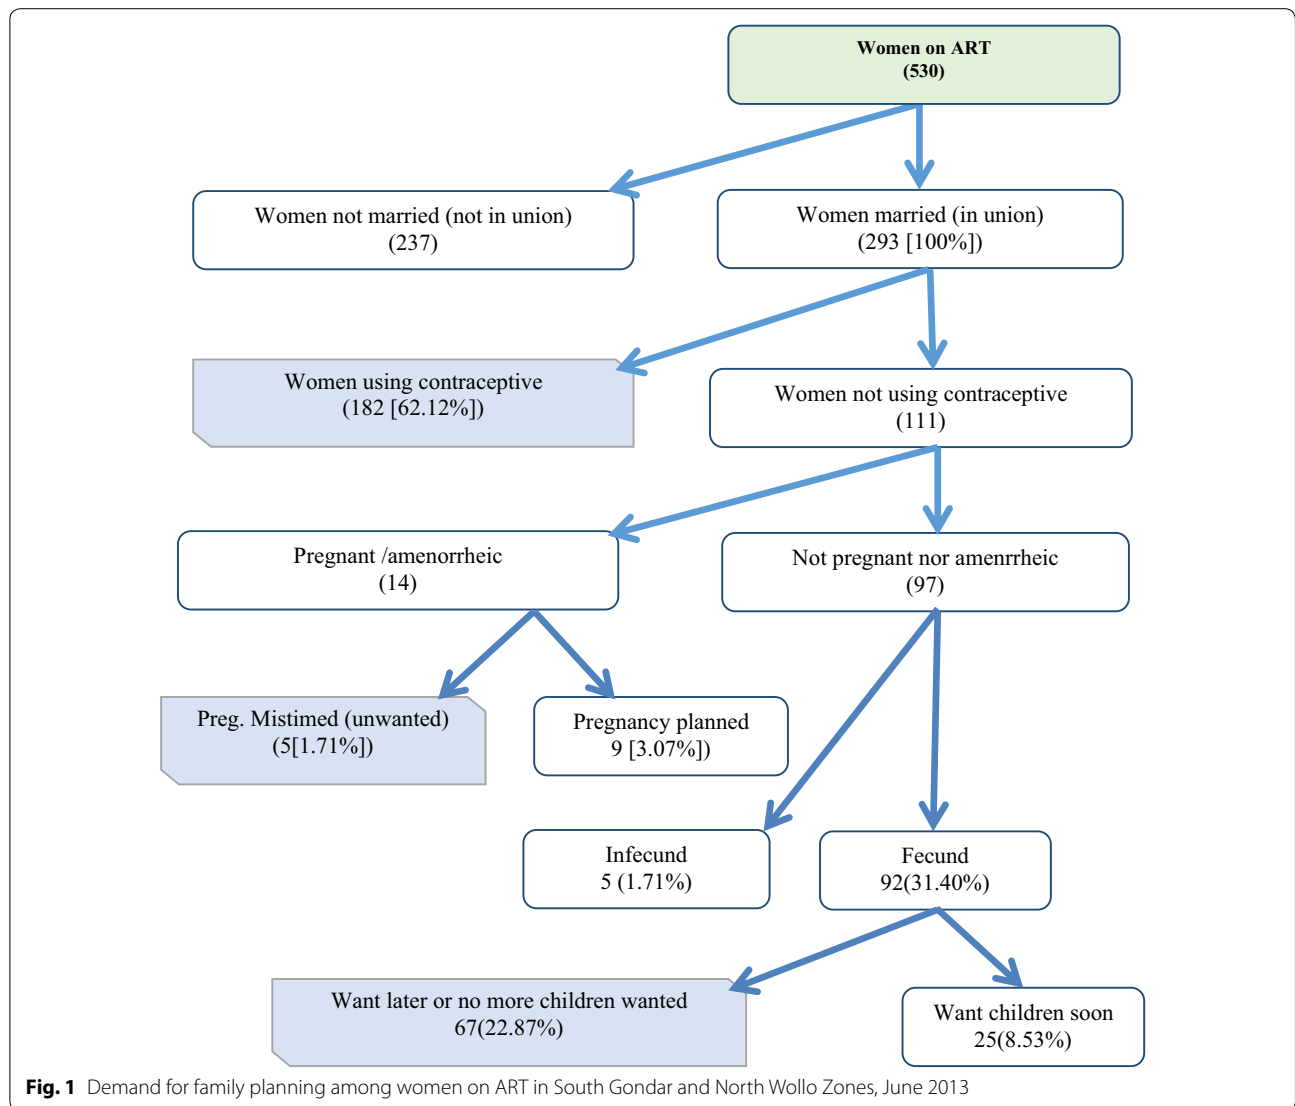 Women on ART
(530)
Women not married (not in union)
(237)
Women married (in union)
(293 [100%])
Women using contraceptive
(182 [62.12%])
Women not using contraceptive
(111)
Pregnant /amenorrheic
(14)
Not pregnant nor amenrrheic
(97)
Preg. Mistimed (unwanted)
(5[1.71%])
Pregnancy planned
9 [3.07%])
Infecund
5 (1.71%)
Fecund
92(31.40%)
Want later or no more children wanted
67(22.87%)
Want children soon
25(8.53%)
Fig. 1 Demand for family planning among women on ART in South Gondar and North Wollo Zones, June 2013